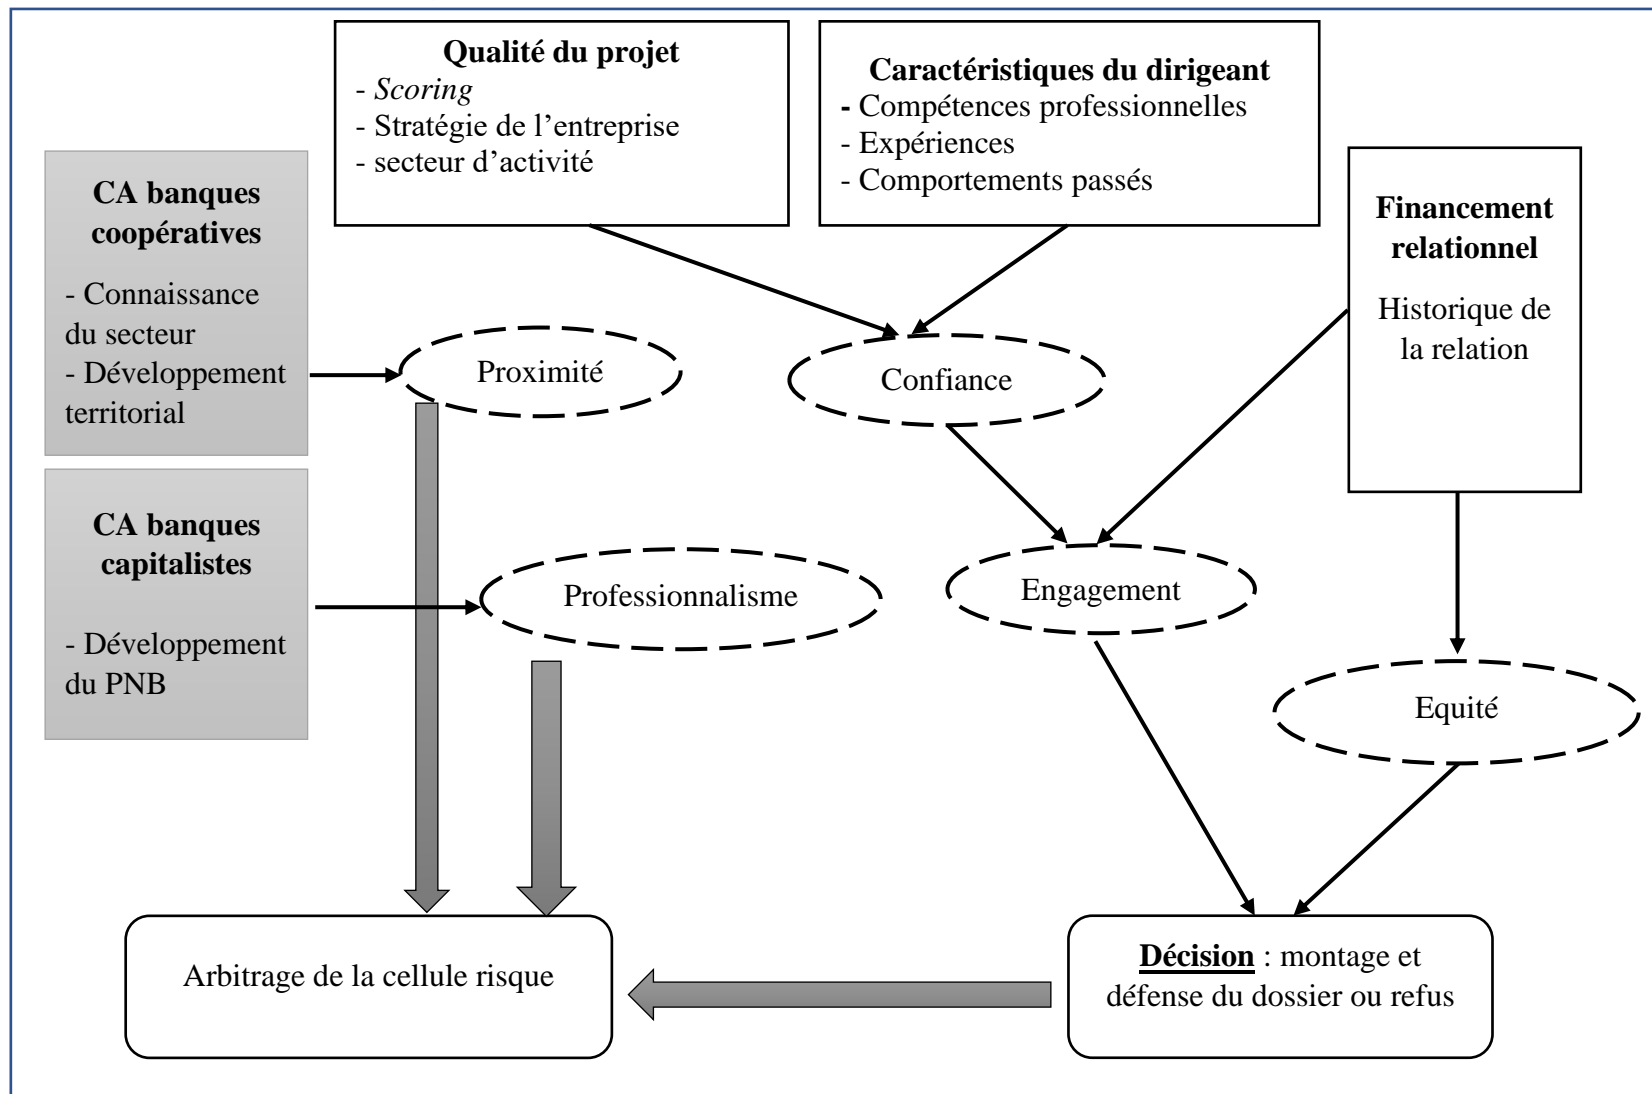 Qualité du projet
- Scoring
- Stratégie de l’entreprise
- secteur d’activité
Caractéristiques du dirigeant
- Compétences professionnelles
- Expériences
- Comportements passés
CA banques
coopératives
- Connaissance
du secteur
- Développement
territorial
Financement
relationnel
Historique de
la relation
Proximité
Confiance
CA banques
capitalistes
- Développement
du PNB
Professionnalisme
Engagement
Equité
Arbitrage de la cellule risque
Décision : montage et
défense du dossier ou refus